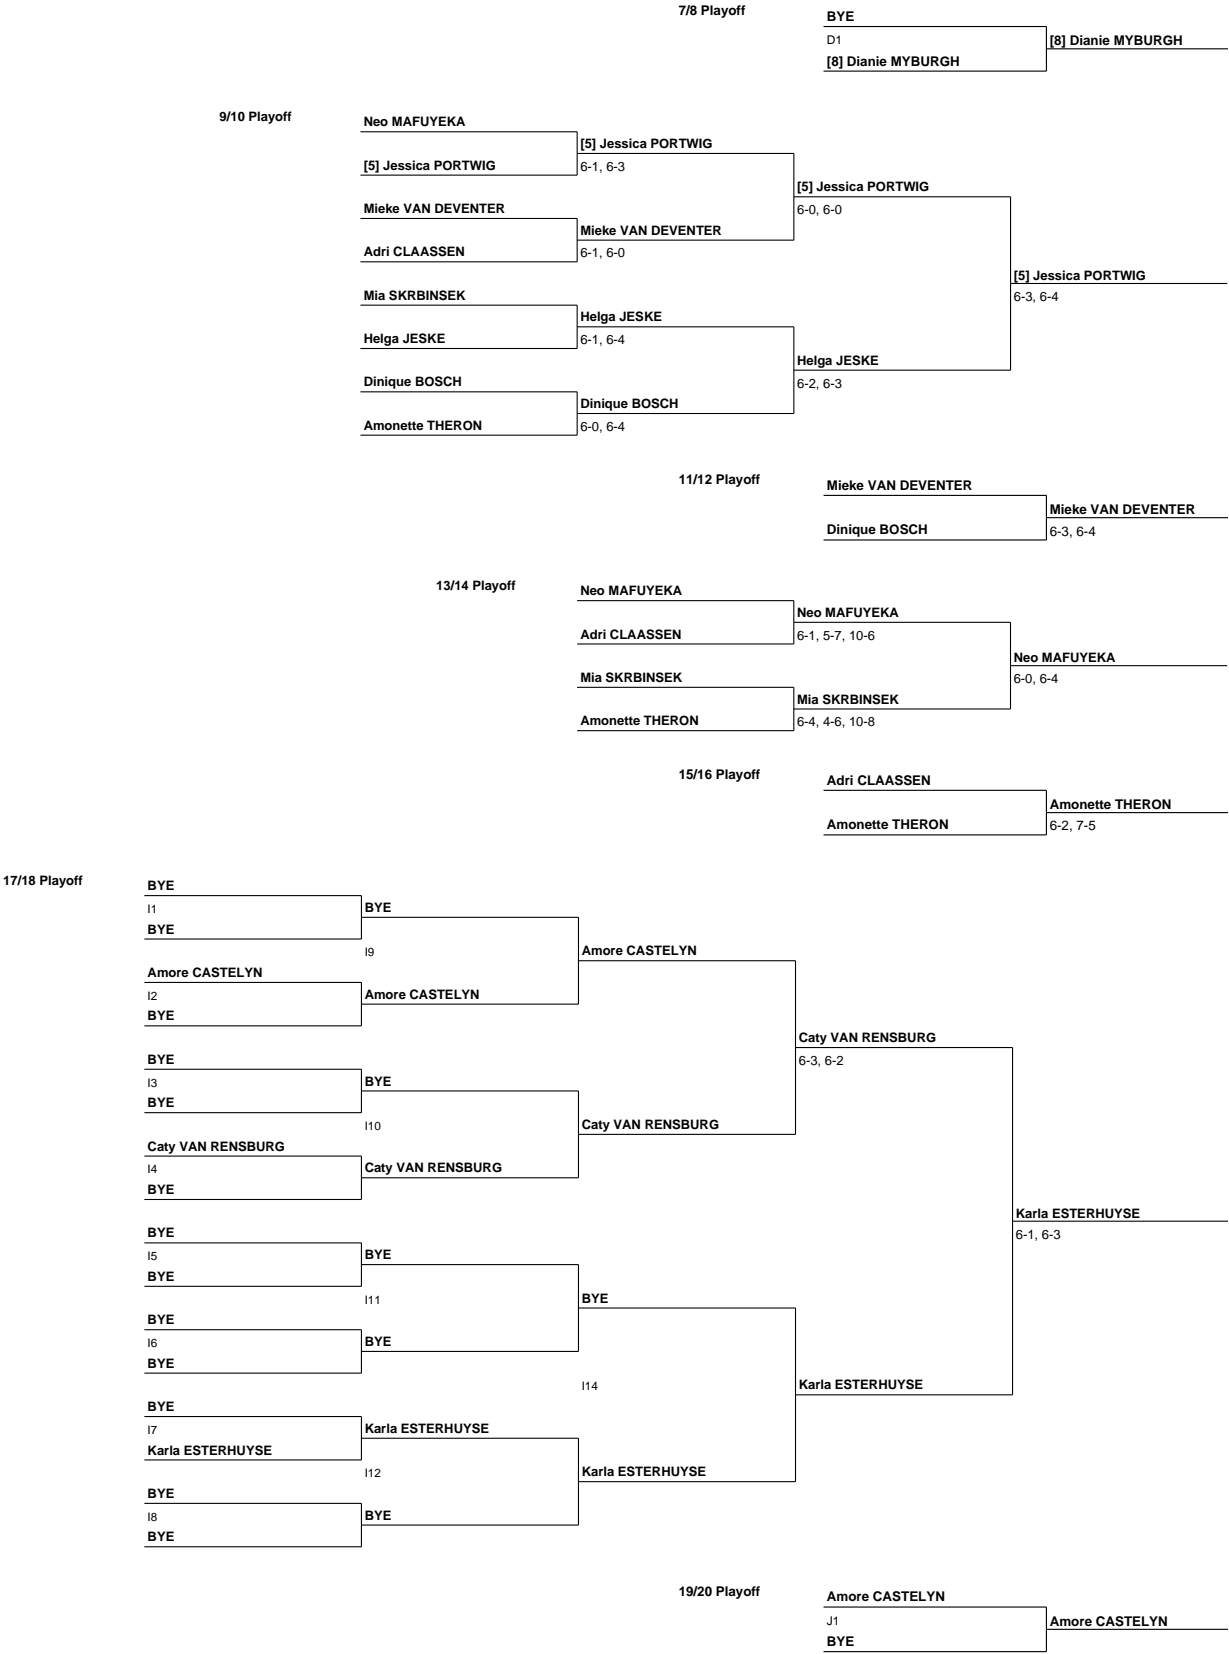 7/8 Playoff
BYE
D1
[8] Dianie MYBURGH
[8] Dianie MYBURGH
9/10 Playoff
Neo MAFUYEKA
[5] Jessica PORTWIG
[5] Jessica PORTWIG
6-1, 6-3
[5] Jessica PORTWIG
6-0, 6-0
Mieke VAN DEVENTER
Mieke VAN DEVENTER
Adri CLAASSEN
6-1, 6-0
[5] Jessica PORTWIG
6-3, 6-4
Mia SKRBINSEK
Helga JESKE
Helga JESKE
6-1, 6-4
Helga JESKE
6-2, 6-3
Dinique BOSCH
Dinique BOSCH
Amonette THERON
6-0, 6-4
11/12 Playoff
Mieke VAN DEVENTER
Mieke VAN DEVENTER
Dinique BOSCH
6-3, 6-4
13/14 Playoff
Neo MAFUYEKA
Neo MAFUYEKA
Adri CLAASSEN
6-1, 5-7, 10-6
Neo MAFUYEKA
6-0, 6-4
Mia SKRBINSEK
Mia SKRBINSEK
Amonette THERON
6-4, 4-6, 10-8
15/16 Playoff
Adri CLAASSEN
Amonette THERON
Amonette THERON
6-2, 7-5
17/18 Playoff
BYE
I1
BYE
BYE
I9
Amore CASTELYN
Amore CASTELYN
I2
Amore CASTELYN
BYE
Caty VAN RENSBURG
6-3, 6-2
BYE
I3
BYE
BYE
I10
Caty VAN RENSBURG
Caty VAN RENSBURG
I4
Caty VAN RENSBURG
BYE
Karla ESTERHUYSE
6-1, 6-3
BYE
I5
BYE
BYE
I11
BYE
BYE
I6
BYE
BYE
I14
Karla ESTERHUYSE
BYE
I7
Karla ESTERHUYSE
Karla ESTERHUYSE
I12
Karla ESTERHUYSE
BYE
I8
BYE
BYE
19/20 Playoff
Amore CASTELYN
J1
Amore CASTELYN
BYE